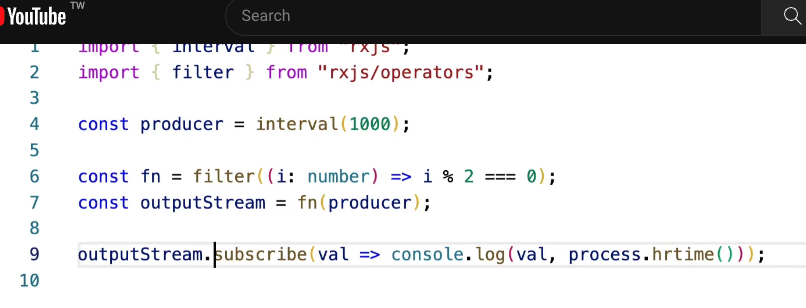 YouTube TW
Search
1 import { interval } from "rxjs";
2 import { filter } from "rxjs/operators";
3
4 const producer = interval(1000);
5
6 const fn = filter((i: number) => i % 2 === 0);
7 const outputStream = fn(producer);
8
9 outputStream.subscribe(val => console.log(val, process.hrtime()));
10